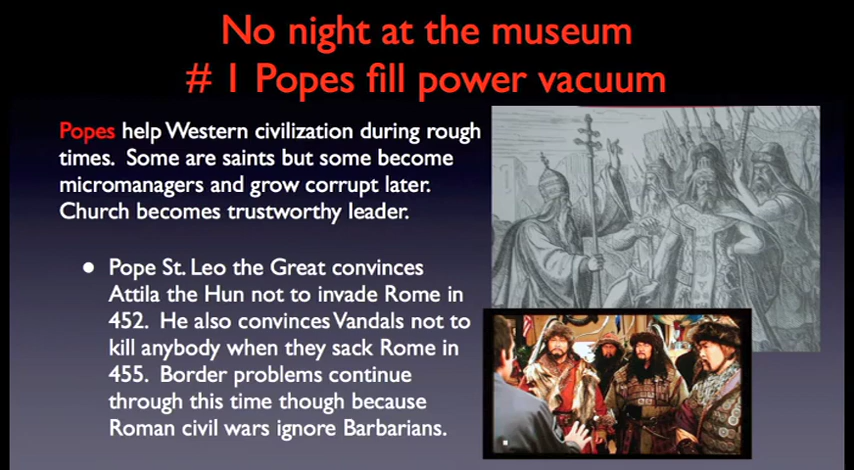 No night at the museum
# 1 Popes fill power vacuum
Popes help Western civilization during rough
times. Some are saints but some become
micromanagers and grow corrupt later.
Church becomes trustworthy leader.
• Pope St. Leo the Great convinces
Attila the Hun not to invade Rome in
452. He also convinces Vandals not to
kill anybody when they sack Rome in
455. Border problems continue
through this time though because
Roman civil wars ignore Barbarians.